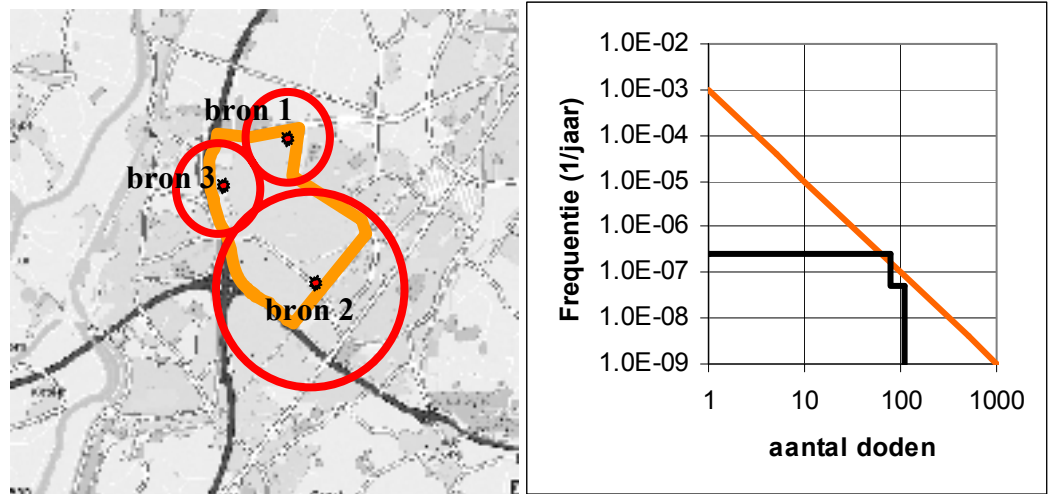 bron 1
bron 3
bron 2
Frequentie (1/jaar)
1.0E-02
1.0E-03
1.0E-04
1.0E-05
1.0E-06
1.0E-07
1.0E-08
1.0E-09
1 10 100 1000
aantal doden